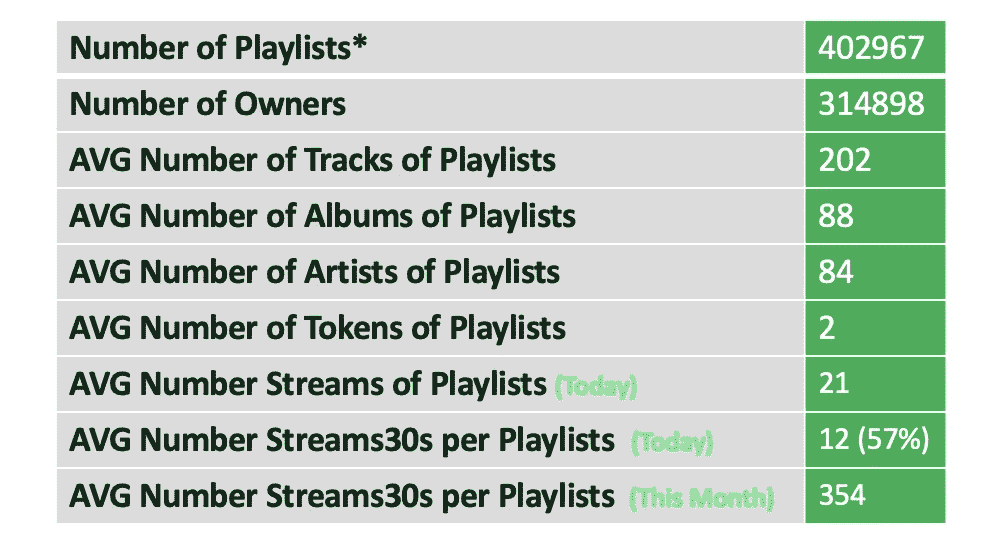 Number of Playlists* 402967
Number of Owners 314898
AVG Number of Tracks of Playlists 202
AVG Number of Albums of Playlists 88
AVG Number of Artists of Playlists 84
AVG Number of Tokens of Playlists 2
AVG Number Streams of Playlists (Today) 21
AVG Number Streams30s per Playlists (Today) 12 (57%)
AVG Number Streams30s per Playlists (This Month) 354